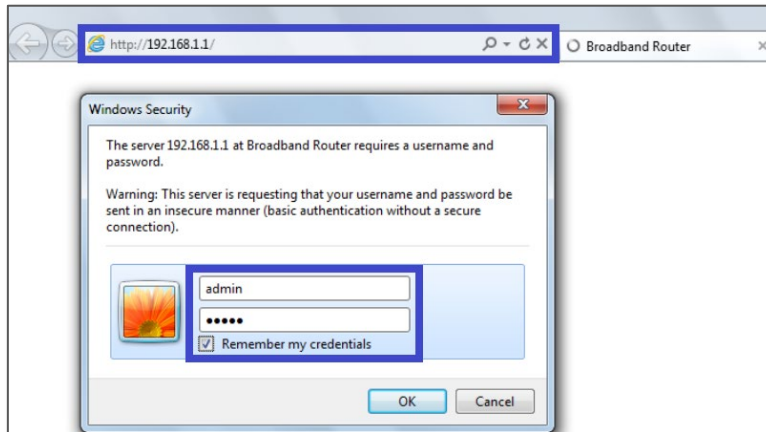 http://192.168.1.1/
Broadband Router
Windows Security
The server 192.168.1.1 at Broadband Router requires a username and
password.
Warning: This server is requesting that your username and password be
sent in an insecure manner (basic authentication without a secure
connection).
admin
•••••
Remember my credentials
OK Cancel